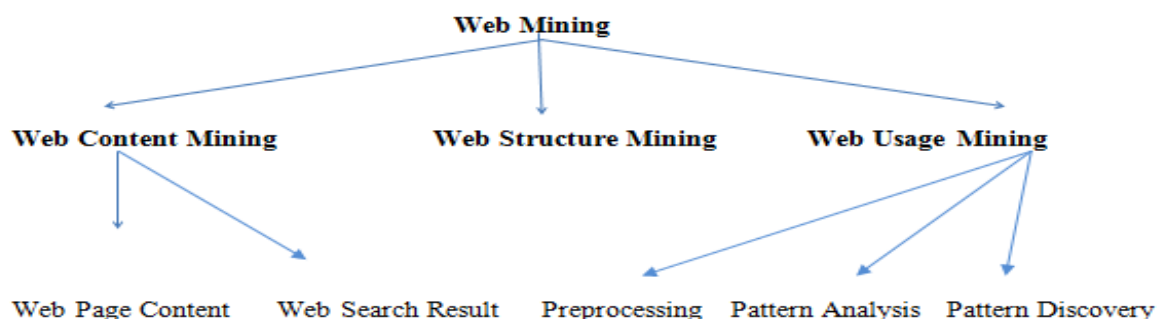 Web Mining
Web Content Mining Web Structure Mining Web Usage Mining
Web Page Content Web Search Result Preprocessing Pattern Analysis Pattern Discovery